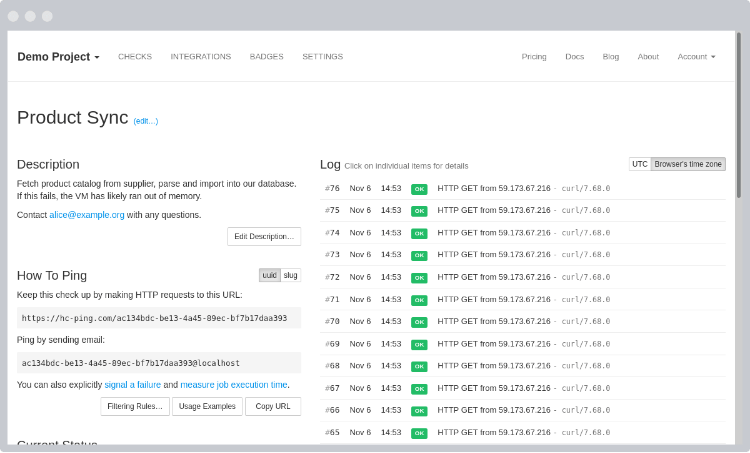 Demo Project CHECKS INTEGRATIONS BADGES SETTINGS Pricing Docs Blog About Account
Product Sync (edit...)
Description
Fetch product catalog from supplier, parse and import into our database.
If this fails, the VM has likely ran out of memory.
Contact alice@example.org with any questions.
Edit Description...
How To Ping uuid slug
Keep this check up by making HTTP requests to this URL:
https://hc-ping.com/ac134bdc-be13-4a45-89ec-bf7b17daa393
Ping by sending email:
ac134bdc-be13-4a45-89ec-bf7b17daa393@localhost
You can also explicitly signal a failure and measure job execution time.
Filtering Rules... Usage Examples Copy URL
Current Status
Log Click on individual items for details UTC Browser's time zone
#76 Nov 6 14:53 OK HTTP GET from 59.173.67.216 - curl/7.68.0
#75 Nov 6 14:53 OK HTTP GET from 59.173.67.216 - curl/7.68.0
#74 Nov 6 14:53 OK HTTP GET from 59.173.67.216 - curl/7.68.0
#73 Nov 6 14:53 OK HTTP GET from 59.173.67.216 - curl/7.68.0
#72 Nov 6 14:53 OK HTTP GET from 59.173.67.216 - curl/7.68.0
#71 Nov 6 14:53 OK HTTP GET from 59.173.67.216 - curl/7.68.0
#70 Nov 6 14:53 OK HTTP GET from 59.173.67.216 - curl/7.68.0
#69 Nov 6 14:53 OK HTTP GET from 59.173.67.216 - curl/7.68.0
#68 Nov 6 14:53 OK HTTP GET from 59.173.67.216 - curl/7.68.0
#67 Nov 6 14:53 OK HTTP GET from 59.173.67.216 - curl/7.68.0
#66 Nov 6 14:53 OK HTTP GET from 59.173.67.216 - curl/7.68.0
#65 Nov 6 14:53 OK HTTP GET from 59.173.67.216 - curl/7.68.0